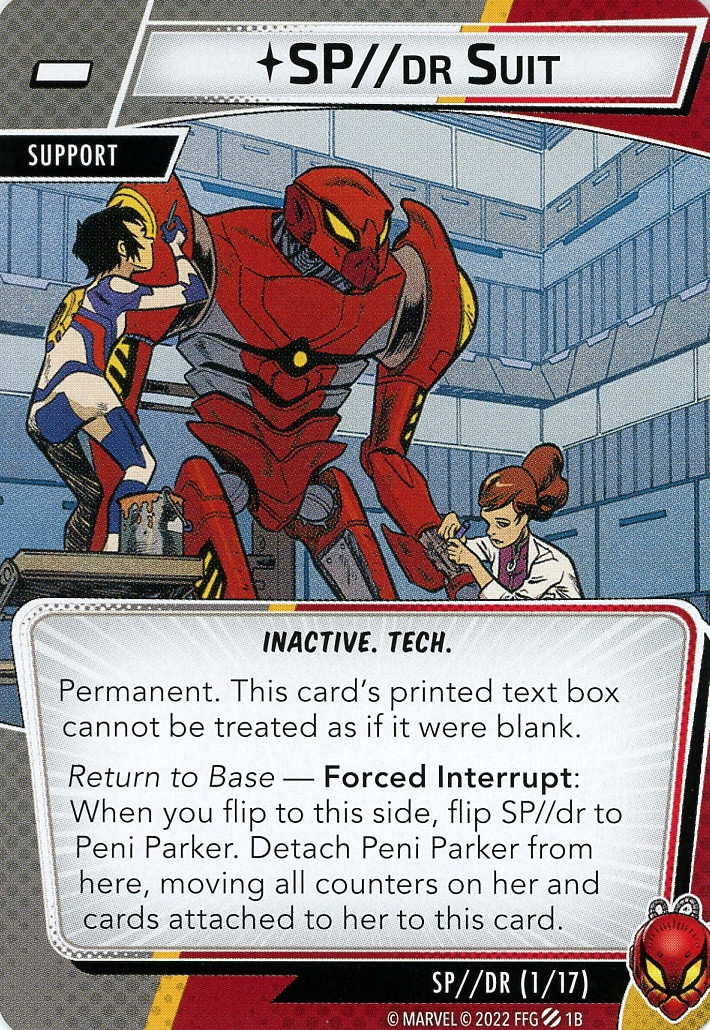 SP//DR SUIT
SUPPORT
INACTIVE. TECH.
Permanent. This card's printed text box
cannot be treated as if it were blank.
Return to Base — Forced Interrupt:
When you flip to this side, flip SP//dr to
Peni Parker. Detach Peni Parker from
here, moving all counters on her and
cards attached to her to this card.
SP//DR (1/17)
© MARVEL © 2022 FFG 1B